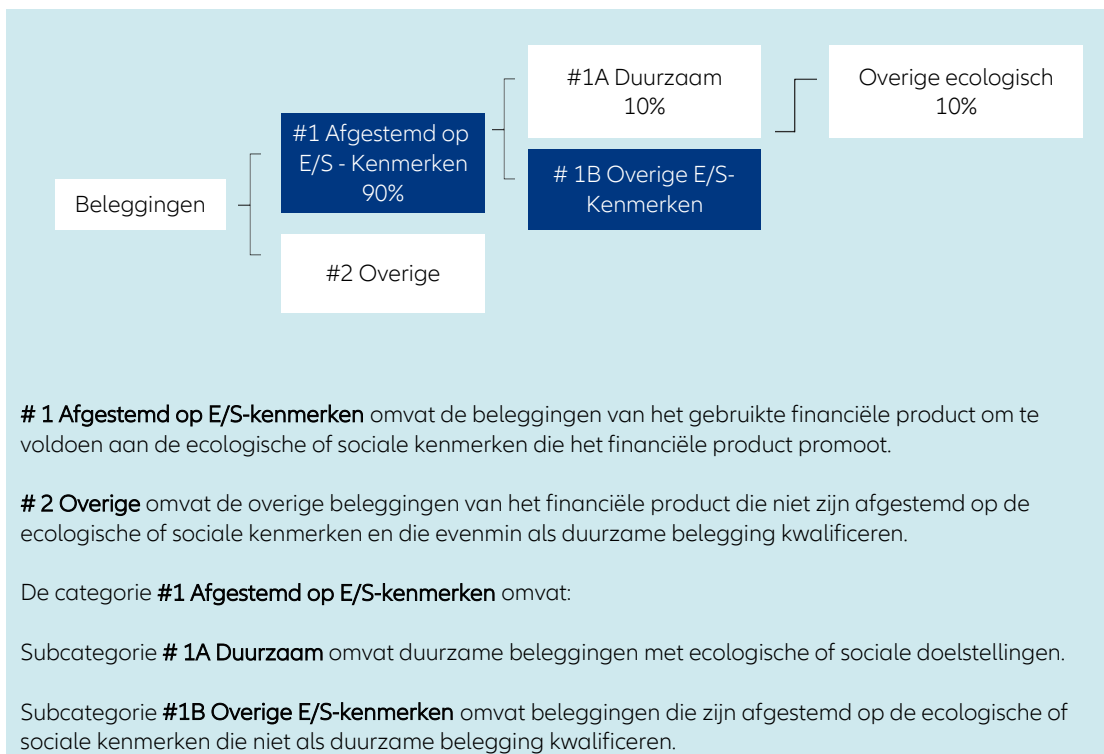 #1A Duurzaam
10%
Overige ecologisch
10%
#1 Afgestemd op
E/S - Kenmerken
90%
# 1B Overige E/S-
Kenmerken
Beleggingen
#2 Overige
# 1 Afgestemd op E/S-kenmerken omvat de beleggingen van het gebruikte financiële product om te
voldoen aan de ecologische of sociale kenmerken die het financiële product promoot.
# 2 Overige omvat de overige beleggingen van het financiële product die niet zijn afgestemd op de
ecologische of sociale kenmerken en die evenmin als duurzame belegging kwalificeren.
De categorie #1 Afgestemd op E/S-kenmerken omvat:
Subcategorie # 1A Duurzaam omvat duurzame beleggingen met ecologische of sociale doelstellingen.
Subcategorie #1B Overige E/S-kenmerken omvat beleggingen die zijn afgestemd op de ecologische of
sociale kenmerken die niet als duurzame belegging kwalificeren.